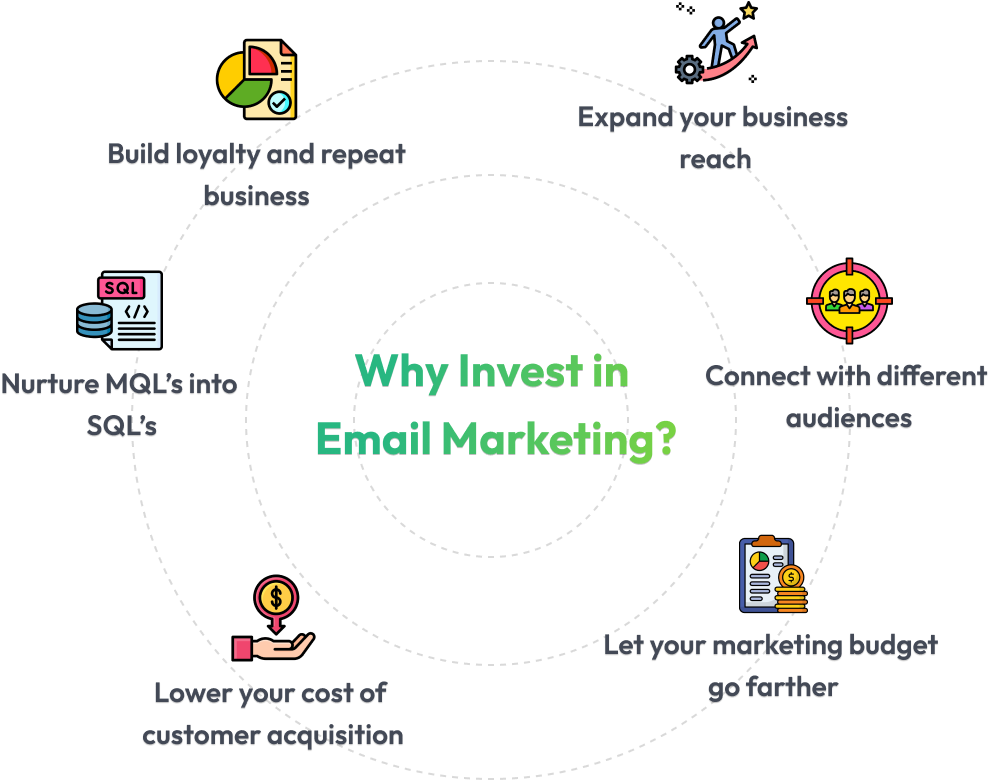 Expand your business
reach
Build loyalty and repeat
business
SQL
</>
Nurture MQL's into
SQL's
Why Invest in
Email Marketing?
Connect with different
audiences
$
Let your marketing budget
go farther
$
Lower your cost of
customer acquisition